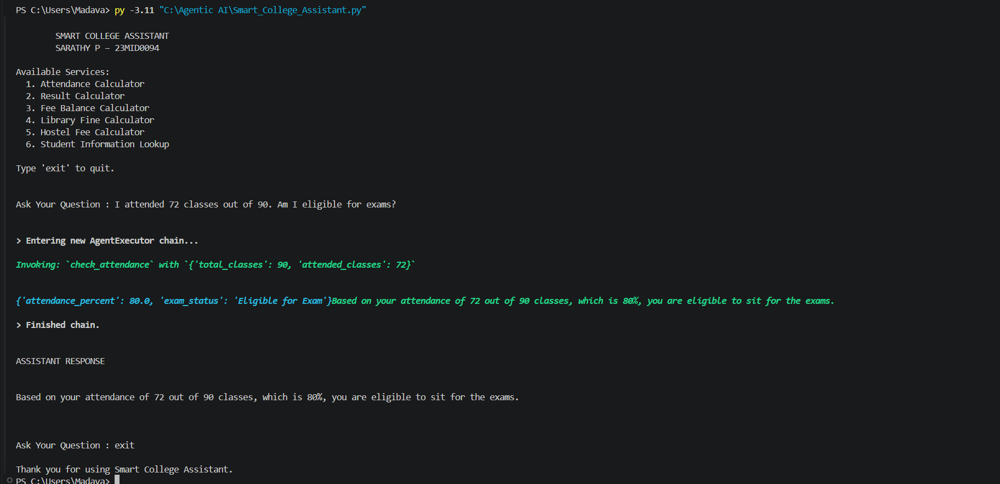 PS C:\Users\Madava> py -3.11 "C:\Agentic AI\Smart_College_Assistant.py"
SMART COLLEGE ASSISTANT
SARATHY P – 23MID0094
Available Services:
1. Attendance Calculator
2. Result Calculator
3. Fee Balance Calculator
4. Library Fine Calculator
5. Hostel Fee Calculator
6. Student Information Lookup
Type 'exit' to quit.
Ask Your Question : I attended 72 classes out of 90. Am I eligible for exams?
> Entering new AgentExecutor chain...
Invoking: `check_attendance` with `{'total_classes': 90, 'attended_classes': 72}`
{'attendance_percent': 80.0, 'exam_status': 'Eligible for Exam'}Based on your attendance of 72 out of 90 classes, which is 80%, you are eligible to sit for the exams.
> Finished chain.
ASSISTANT RESPONSE
Based on your attendance of 72 out of 90 classes, which is 80%, you are eligible to sit for the exams.
Ask Your Question : exit
Thank you for using Smart College Assistant.
PS C:\Users\Madava>